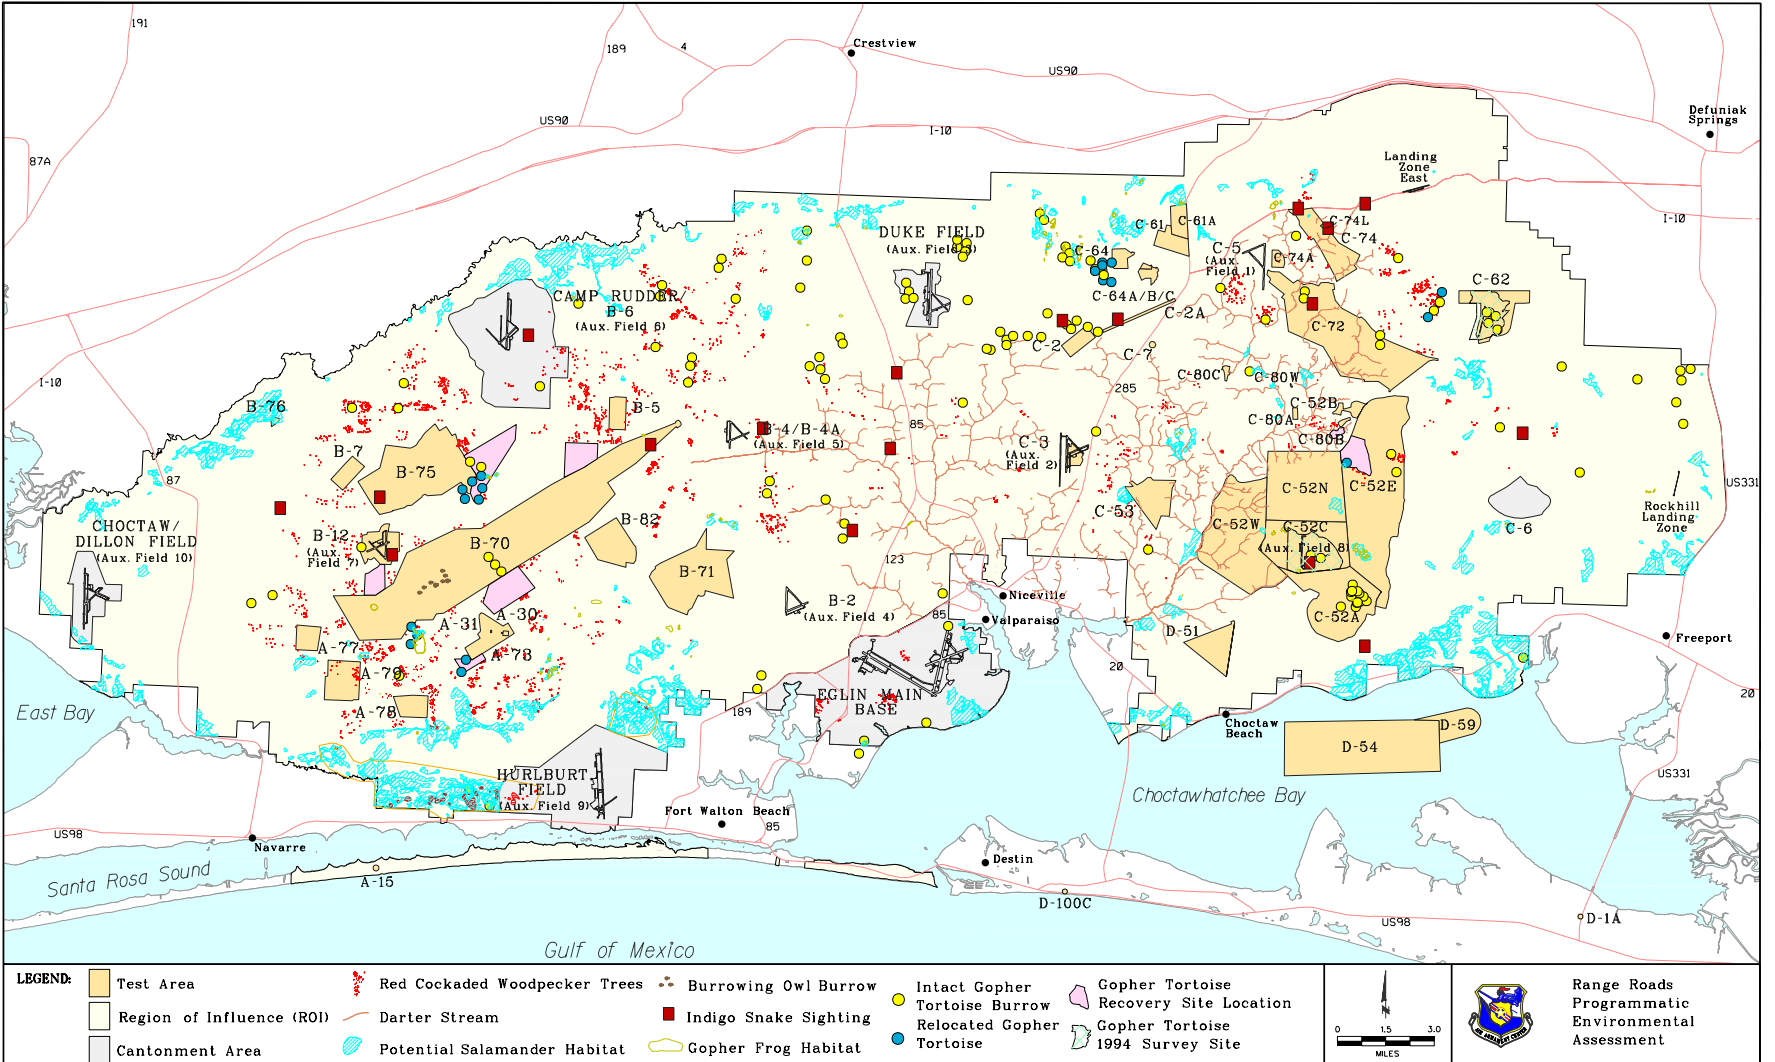 191
189
4
Crestview
US90
US90
I-10
87A
Defuniak
Springs
Landing
Zone
East
I-10
DUKE FIELD
(Aux. Field 3)
C-61
C-61A
C-64
C-64A/B/C
C-5
(Aux.
Field 1)
C-74L
C-74
C-74A
C-62
C-72
C-2A
C-2
C-7
CAMP RUDDER/
B-6
(Aux. Field 6)
I-10
B-76
B-5
B-4/B-4A
(Aux. Field 5)
85
285
C-80C
C-80W
C-52B
C-80A
C-80B
C-3
(Aux.
Field 2)
B-7
B-75
87
C-52N
C-52E
C-53
C-52W
C-52C
(Aux. Field 8)
C-6
US331
Rockhill
Landing
Zone
CHOCTAW/
DILLON FIELD
(Aux. Field 10)
B-12
(Aux.
Field 7)
B-82
B-70
B-71
123
B-2
(Aux. Field 4)
85
Niceville
Valparaiso
C-52A
D-51
Freeport
A-30
A-31
A-77
A-73
A-79
A-78
20
20
East Bay
189
EGLIN MAIN
BASE
Choctaw
Beach
D-59
D-54
HURLBURT
FIELD
(Aux. Field 9)
US331
Choctawhatchee Bay
Fort Walton Beach
85
US98
Navarre
Destin
Santa Rosa Sound
A-15
D-100C
US98
D-1A
Gulf of Mexico
LEGEND:
Test Area
Region of Influence (ROI)
Cantonment Area
Red Cockaded Woodpecker Trees
Darter Stream
Potential Salamander Habitat
Burrowing Owl Burrow
Indigo Snake Sighting
Gopher Frog Habitat
Intact Gopher
Tortoise Burrow
Relocated Gopher
Tortoise
Gopher Tortoise
Recovery Site Location
Gopher Tortoise
1994 Survey Site
0 1.5 3.0
MILES
Range Roads
Programmatic
Environmental
Assessment